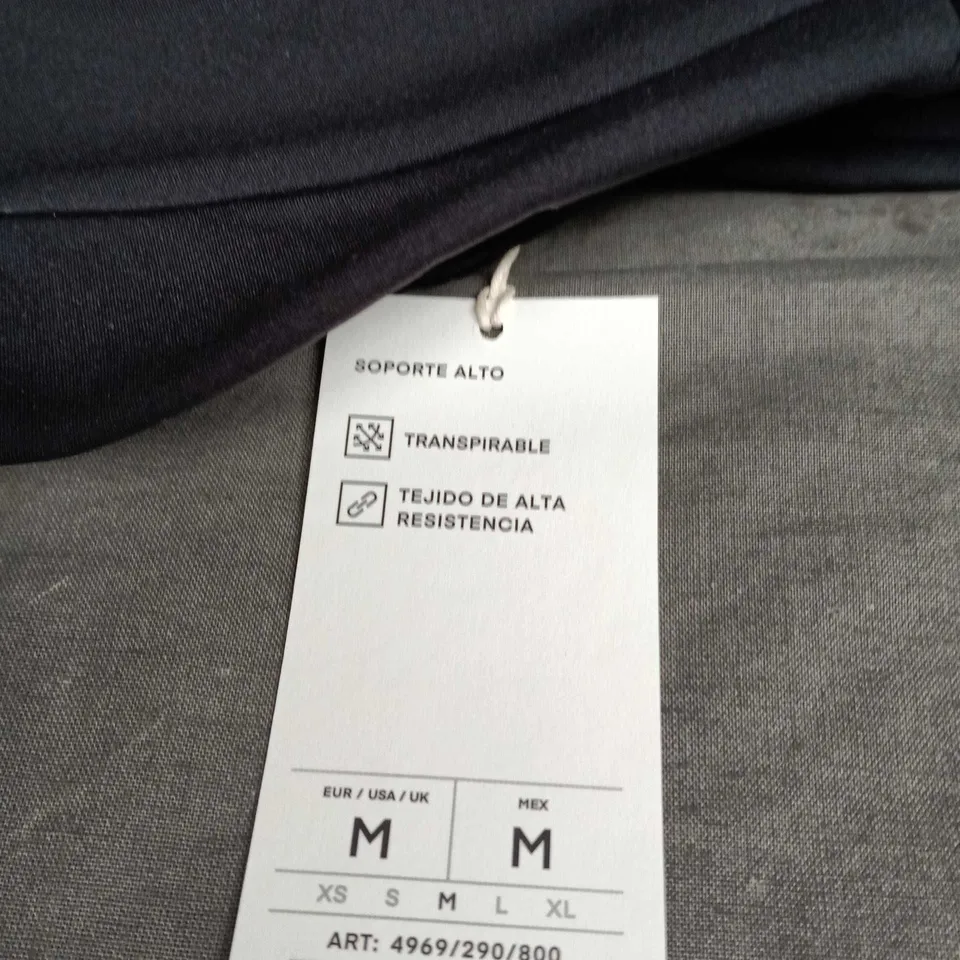 SOPORTE ALTO
TRANSPIRABLE
TEJIDO DE ALTA
RESISTENCIA
EUR / USA / UK
MEX
M
M
XS S M L XL
ART: 4969/290/800